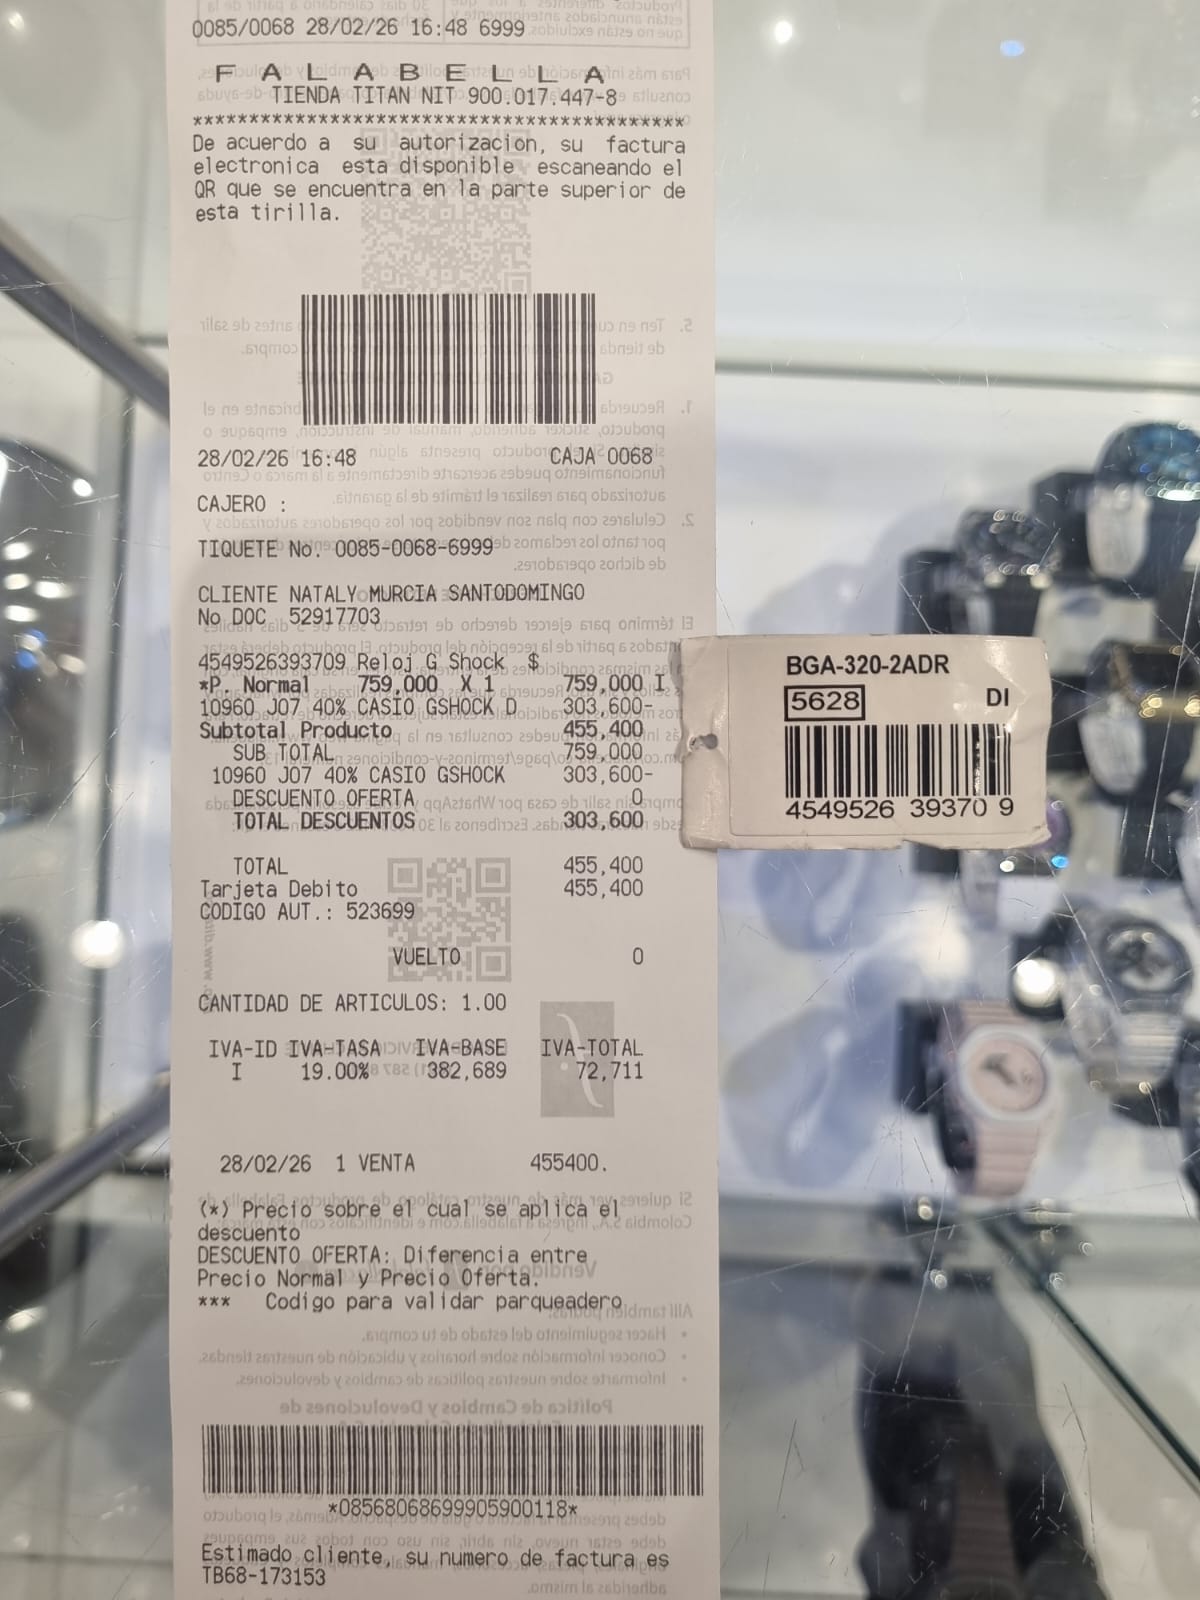 0085/0068 28/02/26 16:48 6999
F A L A B E L L A
TIENDA TITAN NIT 900.017.447-8
********************************************
De acuerdo a su autorizacion, su factura
electronica esta disponible escaneando el
QR que se encuentra en la parte superior de
esta tirilla.
28/02/26 16:48 CAJA 0068
CAJERO :
TIQUETE No. 0085-0068-6999
CLIENTE NATALY MURCIA SANTODOMINGO
No DOC 52917703
4549526393709 Reloj G Shock $
*P. Normal 759,000 X 1 759,000 I
10960 J07 40% CASIO GSHOCK D 303,600-
Subtotal Producto 455,400
SUB TOTAL 759,000
10960 J07 40% CASIO GSHOCK 303,600-
DESCUENTO OFERTA 0
TOTAL DESCUENTOS 303,600
TOTAL 455,400
Tarjeta Debito 455,400
CODIGO AUT.: 523699
VUELTO 0
CANTIDAD DE ARTICULOS: 1.00
IVA-ID IVA-TASA IVA-BASE IVA-TOTAL
I 19.00% 382,689 72,711
28/02/26 1 VENTA 455400.
(*) Precio sobre el cual se aplica el
descuento
DESCUENTO OFERTA: Diferencia entre
Precio Normal y Precio Oferta.
*** Codigo para validar parqueadero
*08568068699905900118*
Estimado cliente, su numero de factura es
TB68-173153
BGA-320-2ADR
5628 DI
4549526 39370 9